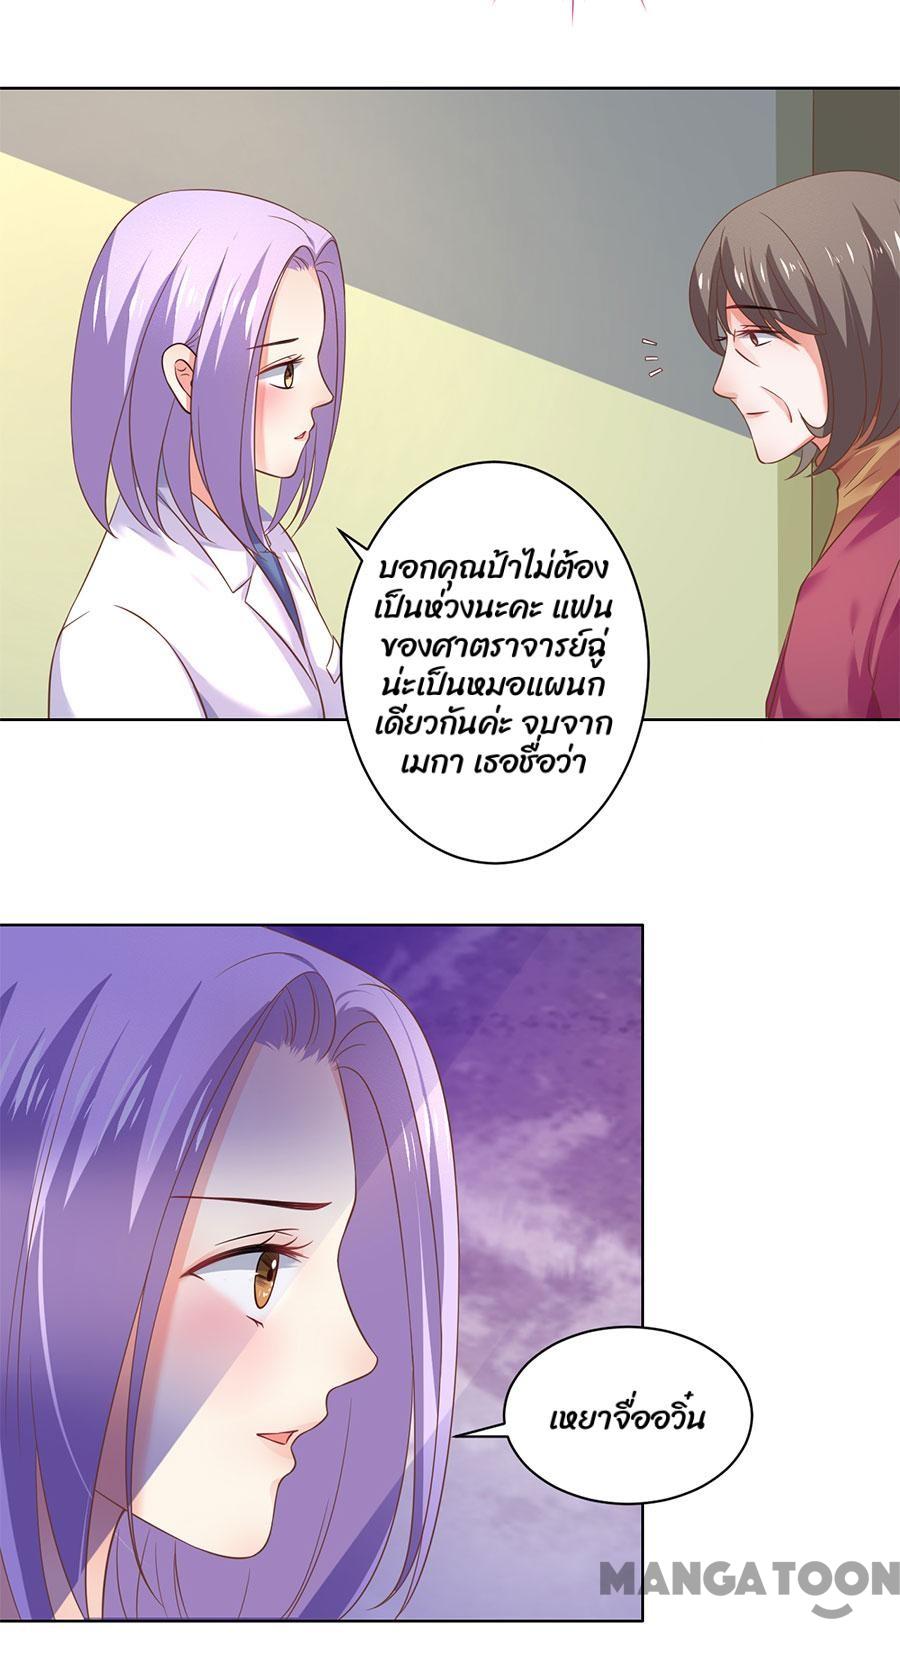 บอกคุณป้าไม่ต้อง
เป็นห่วงนะคะ แฟน
ของศาตราจารย์ฉู่
น่ะเป็นหมอแผนก
เดียวกันค่ะ จบจาก
เมกา เธอชื่อว่า
เหยาจื่ออวิ๋น
MANGATOON